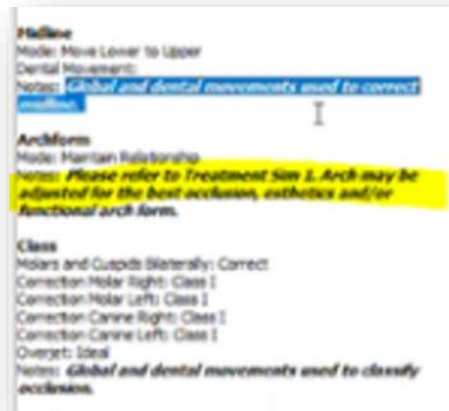 Midline
Mode: Move Lower to Upper
Dental Movement:
Notes: Global and dental movements used to correct
midline.
Archform
Mode: Maintain Relationship
Notes: Please refer to Treatment Sim 1. Arch may be
adjusted for the best occlusion, esthetics and/or
functional arch form.
Class
Molars and Cuspids Bilaterally: Correct
Correction Molar Right: Class I
Correction Molar Left: Class I
Correction Canine Right: Class I
Correction Canine Left: Class I
Overjet: Ideal
Notes: Global and dental movements used to classify
occlusion.